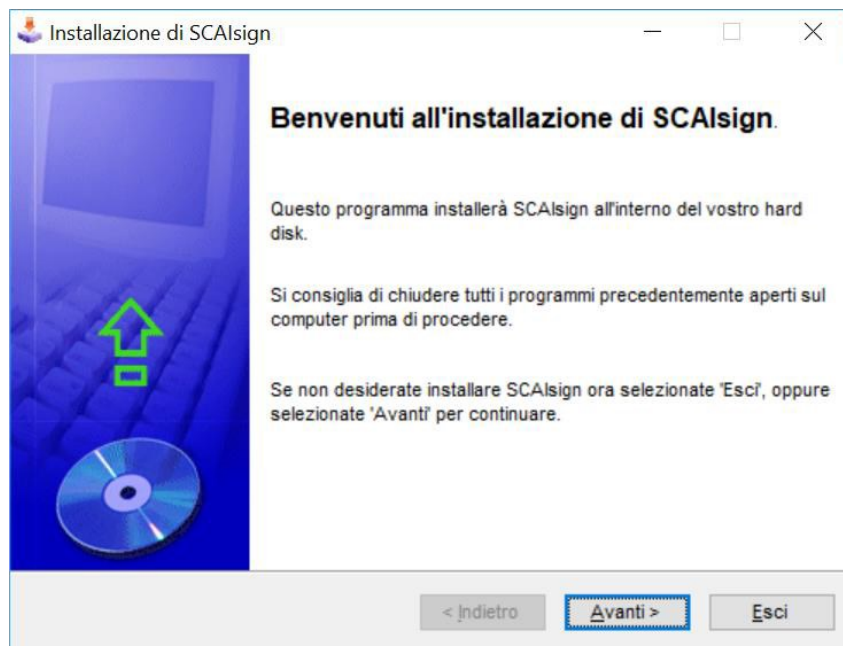 Installazione di SCAIsign
Benvenuti all'installazione di SCAIsign.
Questo programma installerà SCAIsign all'interno del vostro hard
disk.
Si consiglia di chiudere tutti i programmi precedentemente aperti sul
computer prima di procedere.
Se non desiderate installare SCAIsign ora selezionate 'Esci', oppure
selezionate 'Avanti' per continuare.
< Indietro
Avanti >
Esci